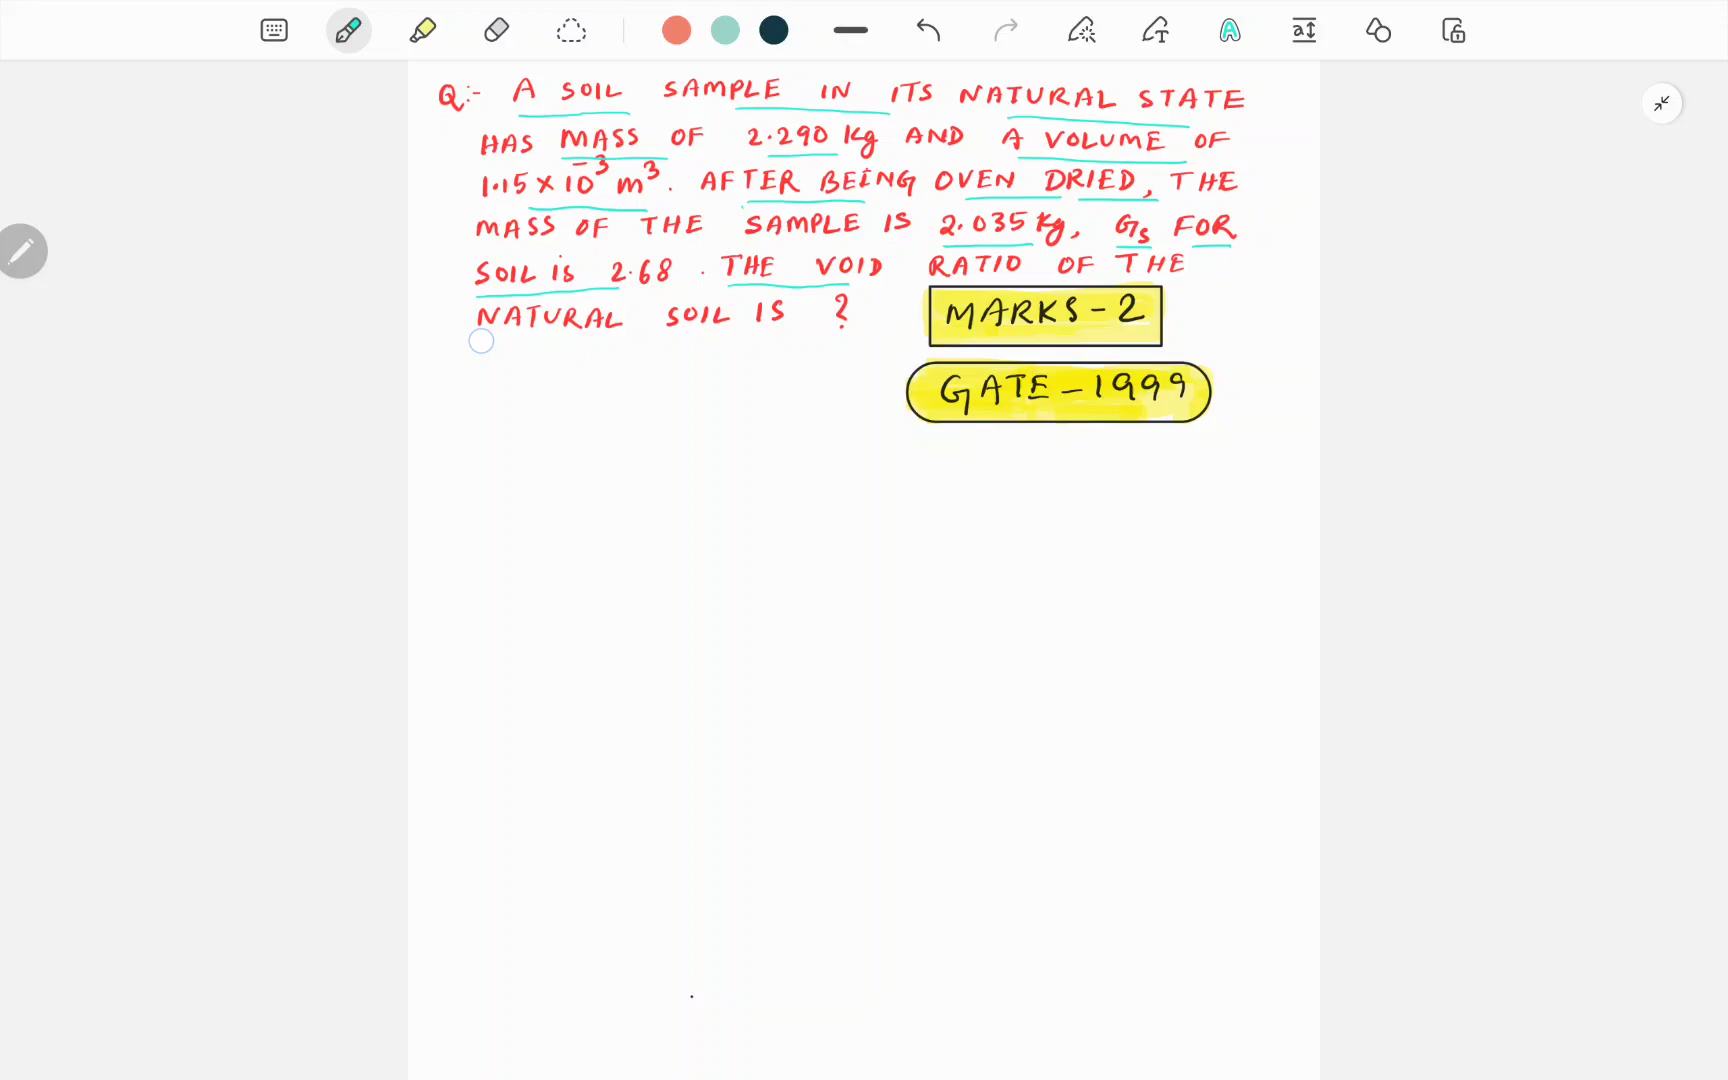 Q:- A SOIL SAMPLE IN ITS NATURAL STATE
HAS MASS OF 2.290 Kg AND A VOLUME OF
1.15 × 10⁻³ m³. AFTER BEING OVEN DRIED, THE
MASS OF THE SAMPLE IS 2.035 Kg, Gs FOR
SOIL IS 2.68. THE VOID RATIO OF THE
NATURAL SOIL IS ?
MARKS - 2
GATE - 1999